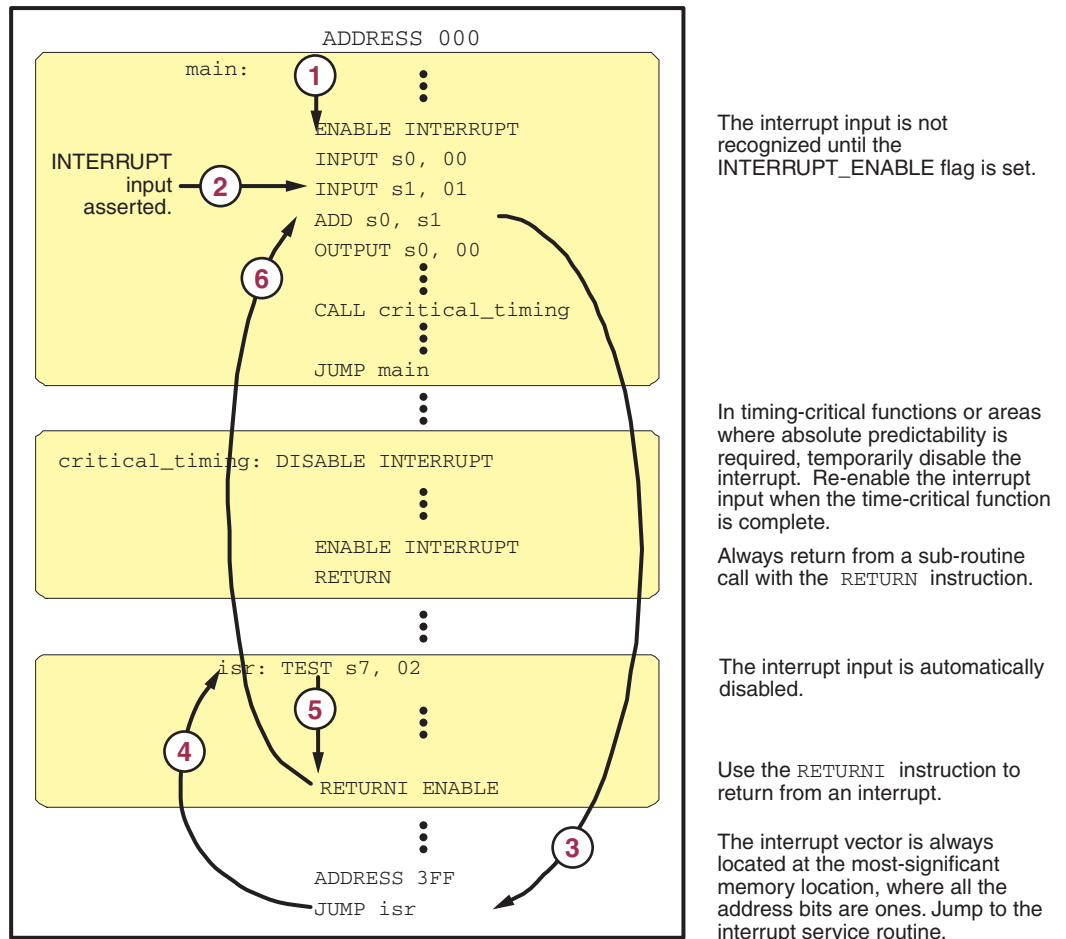 ADDRESS 000
main:
1
ENABLE INTERRUPT
INPUT s0, 00
INTERRUPT
input
asserted.
2
INPUT s1, 01
ADD s0, s1
OUTPUT s0, 00
6
CALL critical_timing
JUMP main
critical_timing: DISABLE INTERRUPT
ENABLE INTERRUPT
RETURN
isr: TEST s7, 02
5
4
RETURNI ENABLE
3
ADDRESS 3FF
JUMP isr
The interrupt input is not
recognized until the
INTERRUPT_ENABLE flag is set.
In timing-critical functions or areas
where absolute predictability is
required, temporarily disable the
interrupt. Re-enable the interrupt
input when the time-critical function
is complete.
Always return from a sub-routine
call with the RETURN instruction.
The interrupt input is automatically
disabled.
Use the RETURNI instruction to
return from an interrupt.
The interrupt vector is always
located at the most-significant
memory location, where all the
address bits are ones. Jump to the
interrupt service routine.